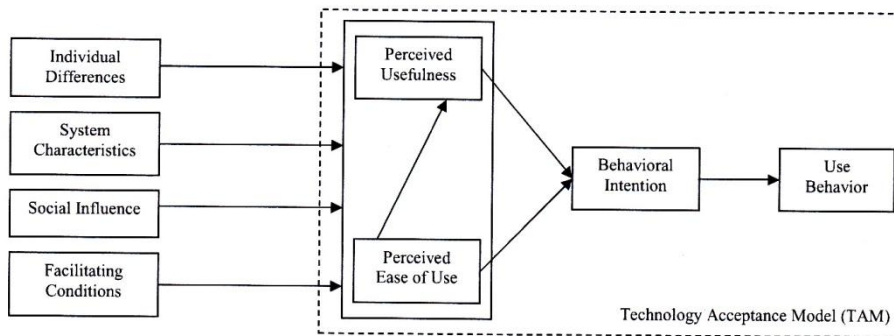 Individual
Differences
System
Characteristics
Social Influence
Facilitating
Conditions
Perceived
Usefulness
Perceived
Ease of Use
Behavioral
Intention
Use
Behavior
Technology Acceptance Model (TAM)